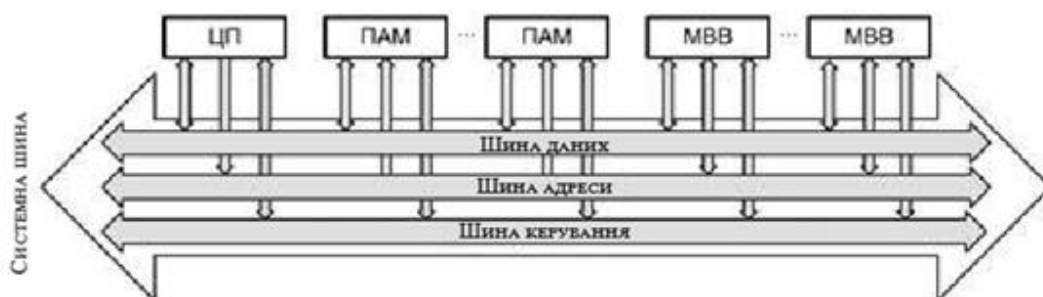 ЦП ПАМ ... ПАМ МВВ ... МВВ
Системна шина
Шина даних
Шина адреси
Шина керування